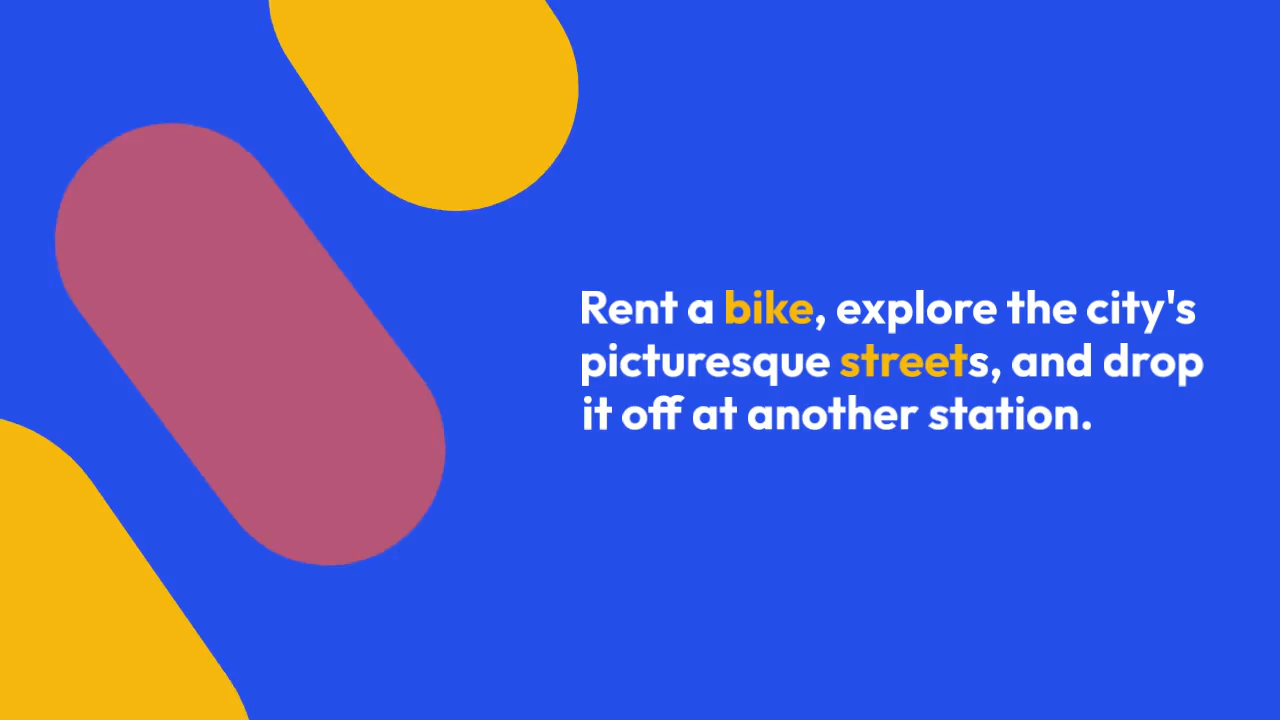 Rent a bike, explore the city's
picturesque streets, and drop
it off at another station.